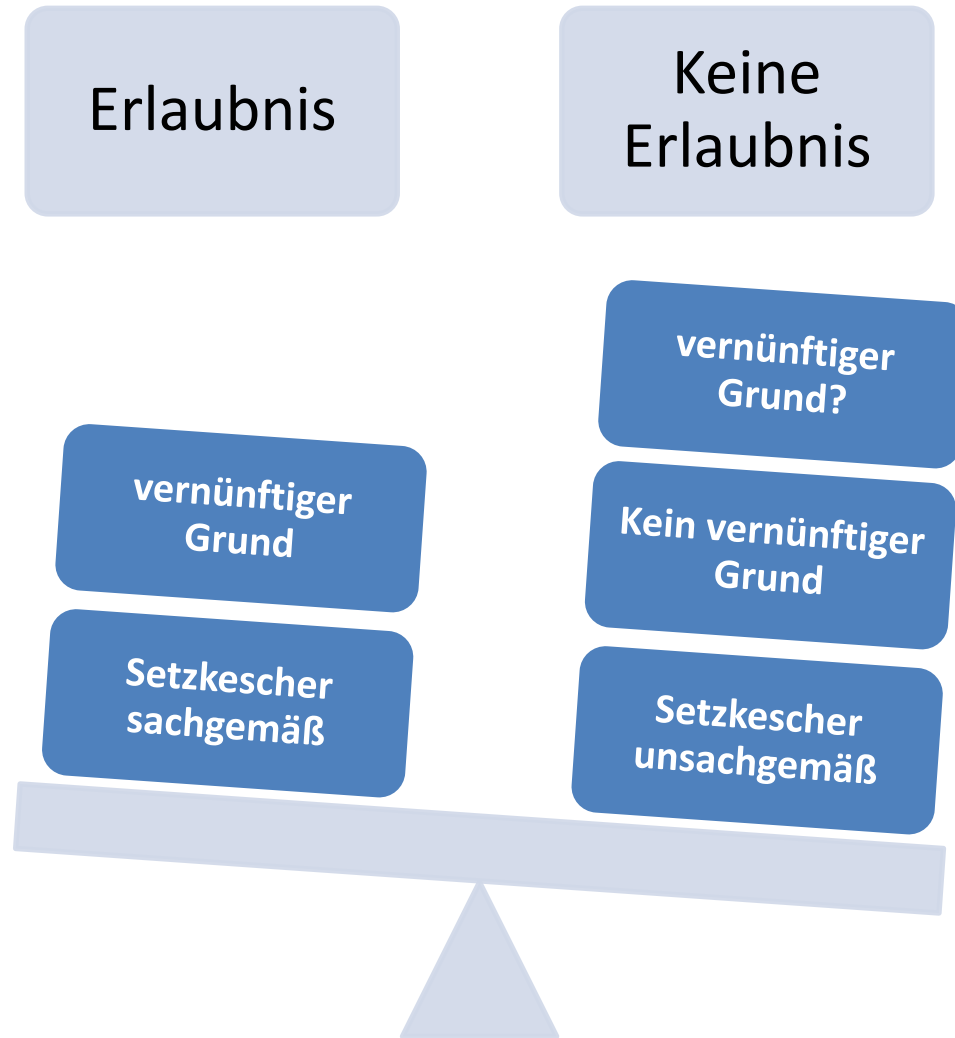 Erlaubnis
Keine
Erlaubnis
vernünftiger
Grund
Setzkescher
sachgemäß
vernünftiger
Grund?
Kein vernünftiger
Grund
Setzkescher
unsachgemäß